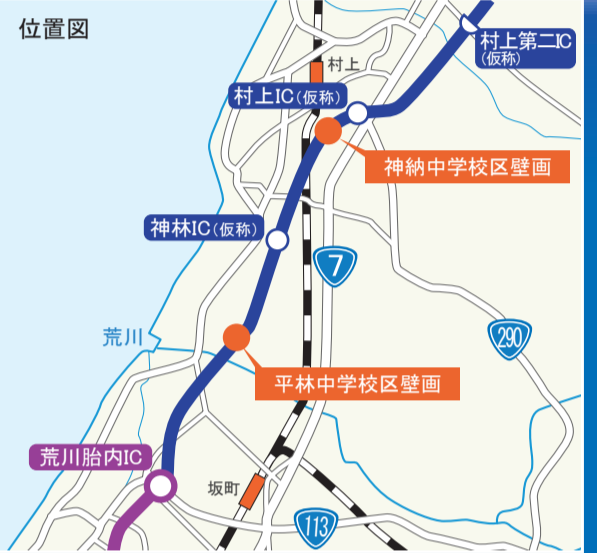 位置図
村上
村上第二IC
(仮称)
村上IC(仮称)
神納中学校区壁画
神林IC(仮称)
7
荒川
290
平林中学校区壁画
荒川胎内IC
坂町
113